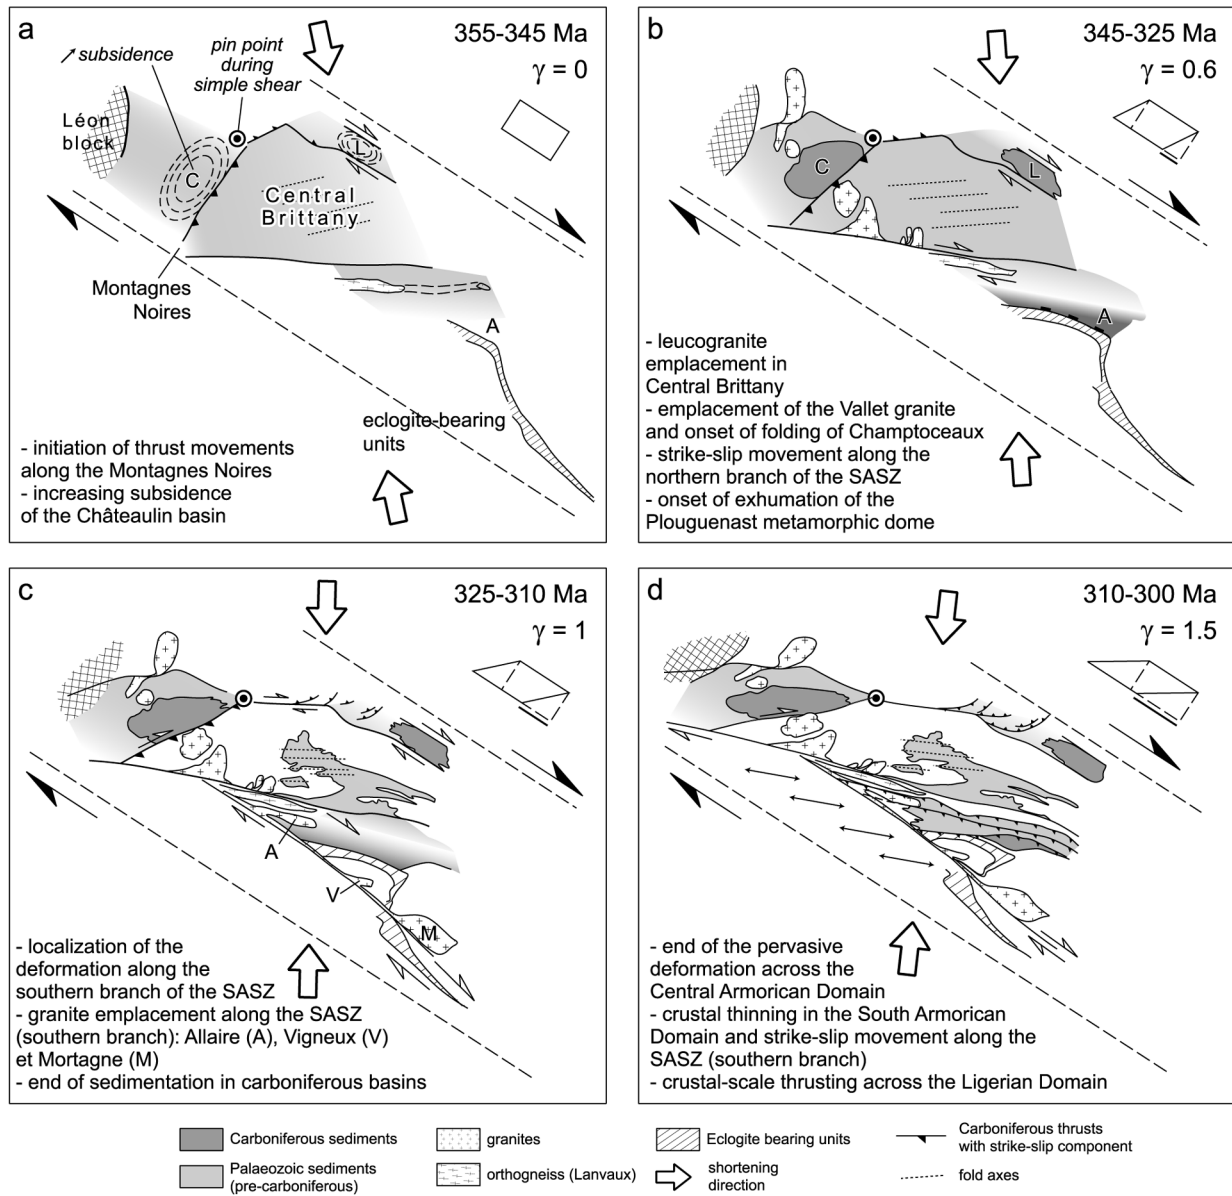 a
355-345 Ma
γ = 0
↗ subsidence
pin point
during
simple shear
Léon
block
C
L
Central
Brittany
Montagnes
Noires
A
eclogite-bearing
units
- initiation of thrust movements
along the Montagnes Noires
- increasing subsidence
of the Châteaulin basin
b
345-325 Ma
γ = 0.6
C
L
A
- leucogranite
emplacement in
Central Brittany
- emplacement of the Vallet granite
and onset of folding of Champtoceaux
- strike-slip movement along the
northern branch of the SASZ
- onset of exhumation of the
Plouguenast metamorphic dome
c
325-310 Ma
γ = 1
A
V
M
- localization of the
deformation along the
southern branch of the SASZ
- granite emplacement along the SASZ
(southern branch): Allaire (A), Vigneux (V)
et Mortagne (M)
- end of sedimentation in carboniferous basins
d
310-300 Ma
γ = 1.5
- end of the pervasive
deformation across the
Central Armorican Domain
- crustal thinning in the South Armorican
Domain and strike-slip movement along the
SASZ (southern branch)
- crustal-scale thrusting across the Ligerian Domain
Carboniferous sediments
Palaeozoic sediments
(pre-carboniferous)
granites
orthogneiss (Lanvaux)
Eclogite bearing units
shortening
direction
Carboniferous thrusts
with strike-slip component
fold axes